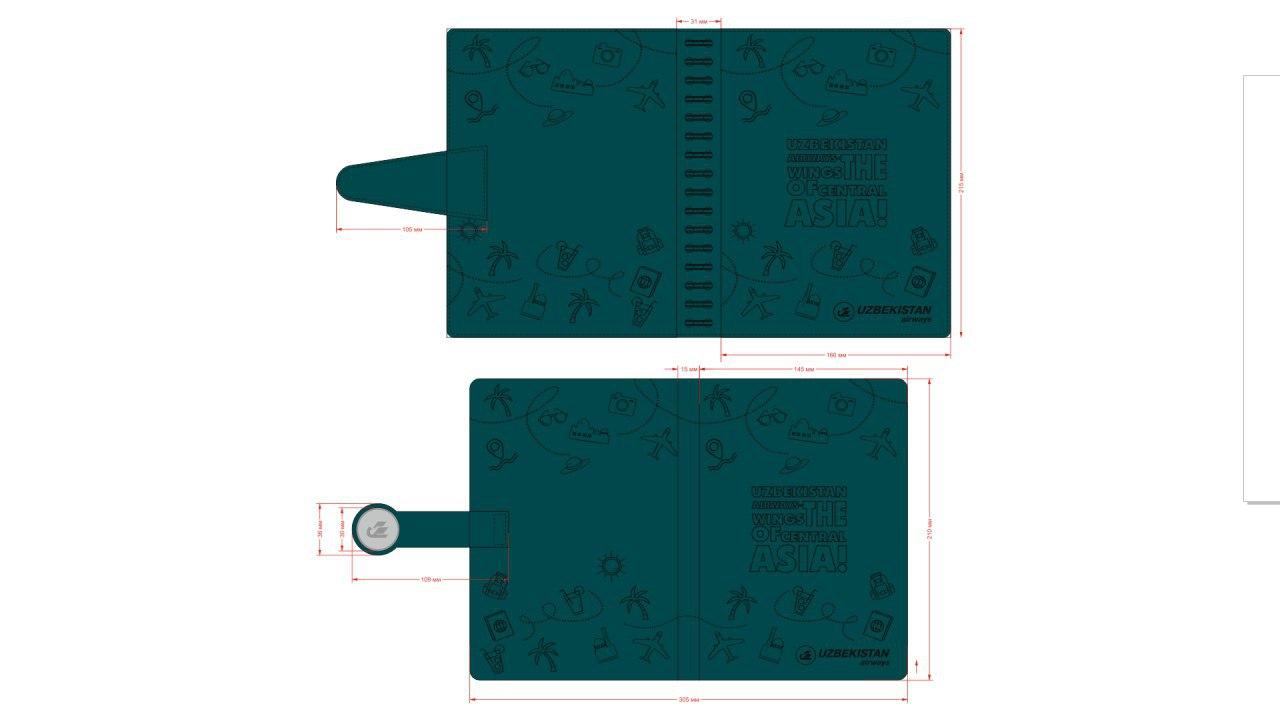 31 мм
UZBEKISTAN
AIRWAYS-
WINGS THE
OF CENTRAL
ASIA!
215 мм
105 мм
UZBEKISTAN
airways
160 мм
15 мм
145 мм
UZBEKISTAN
AIRWAYS-
WINGS THE
OF CENTRAL
ASIA!
36 мм
30 мм
210 мм
109 мм
UZBEKISTAN
airways
305 мм